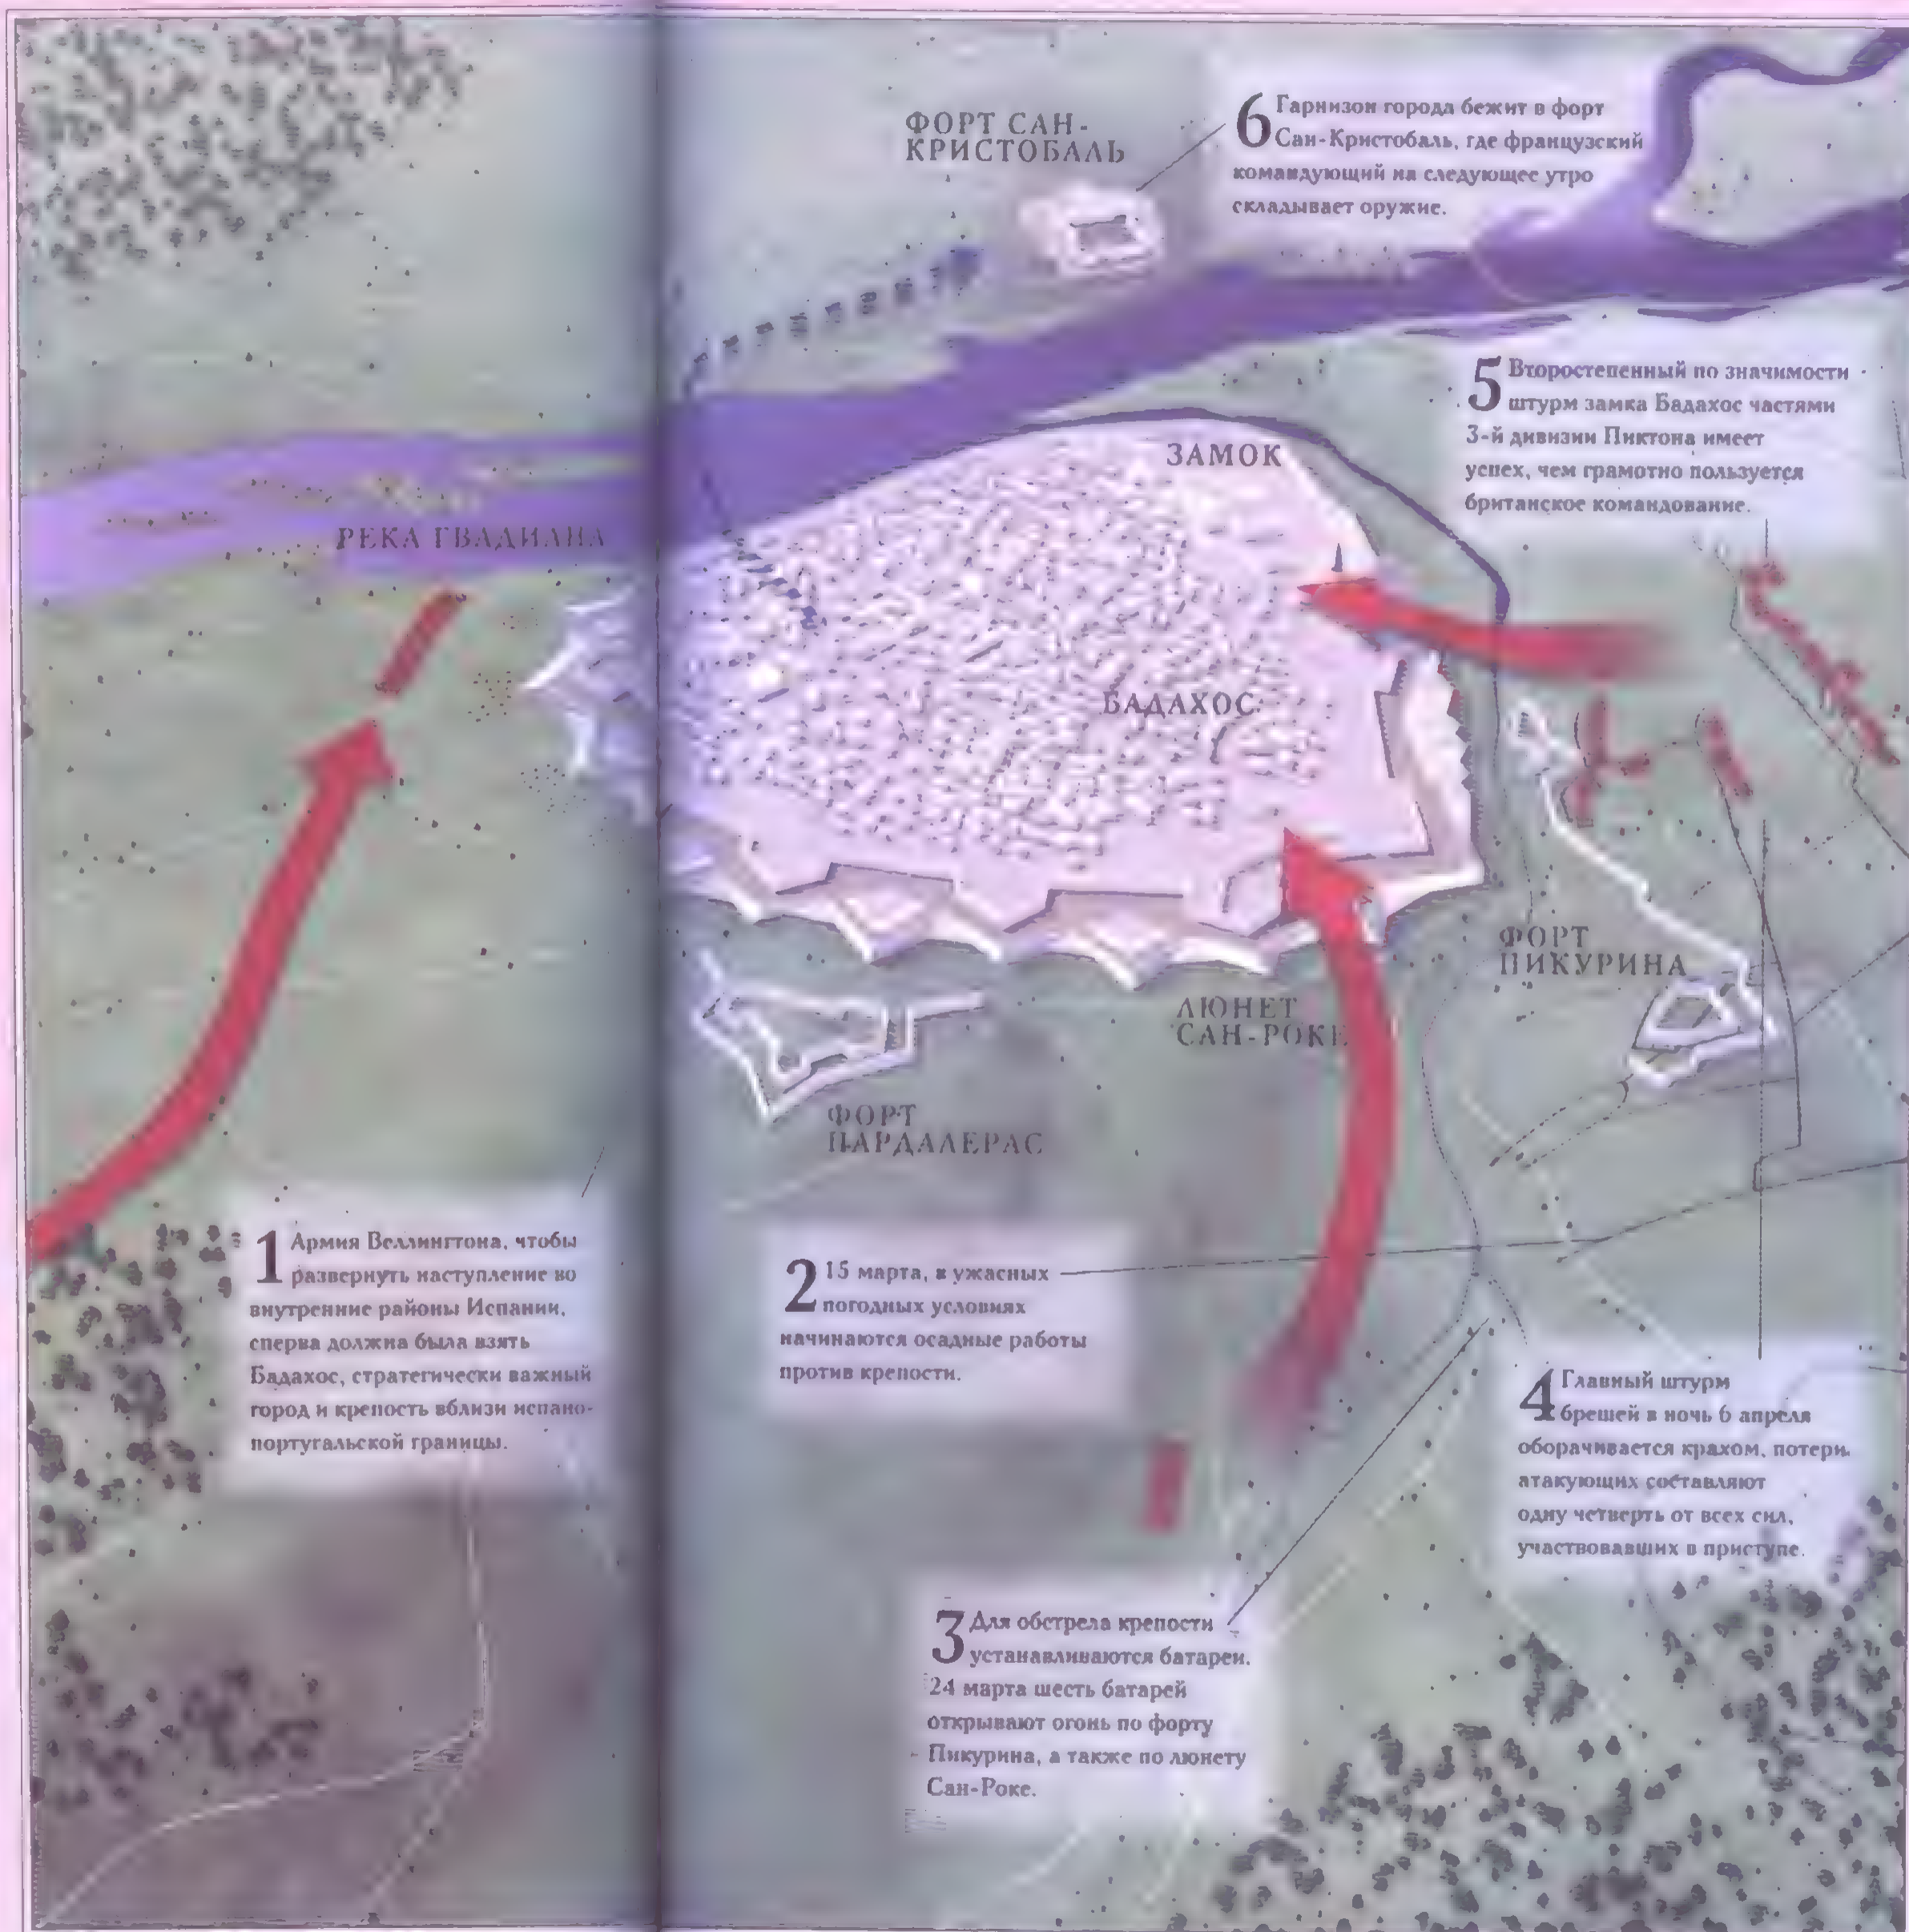 ФОРТ САН-
КРИСТОБАЛЬ
6 Гарнизон города бежит в форт
Сан-Кристобаль, где французский
командующий на следующее утро
складывает оружие.
5 Второстепенный по значимости
штурм замка Бадахос частями
3-й дивизии Пиктона имеет
успех, чем грамотно пользуется
британское командование.
ЗАМОК
РЕКА ГВАДИАНА
БАДАХОС
ФОРТ
ПИКУРИНА
ЛЮНЕТ
САН-РОКЕ
ФОРТ
ПАРДАЛЕРАС
1 Армия Веллингтона, чтобы
развернуть наступление во
внутренние районы Испании,
сперва должна была взять
Бадахос, стратегически важный
город и крепость вблизи испано-
португальской границы.
2 15 марта, в ужасных
погодных условиях
начинаются осадные работы
против крепости.
4 Главный штурм
брешей в ночь 6 апреля
оборачивается крахом, потери
атакующих составляют
одну четверть от всех сил,
участвовавших в приступе.
3 Для обстрела крепости
устанавливаются батареи.
24 марта шесть батарей
открывают огонь по форту
Пикурина, а также по люнету
Сан-Роке.